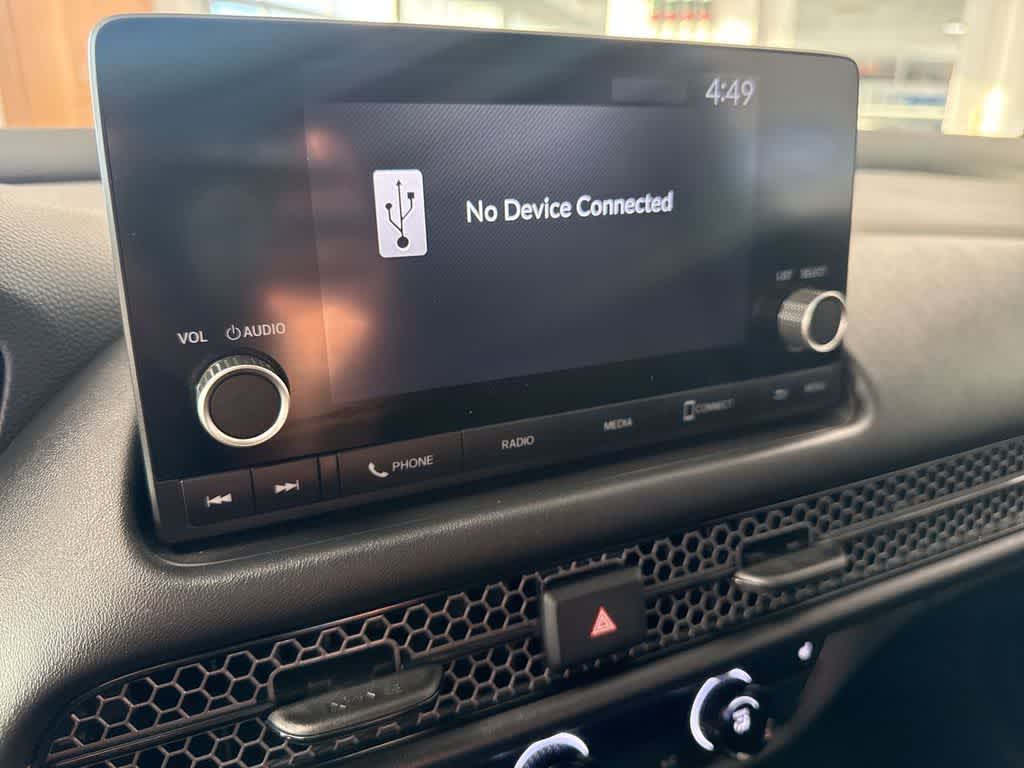 4:49
No Device Connected
LIST SELECT
VOL AUDIO
PHONE
RADIO
MEDIA
CONNECT
MENU